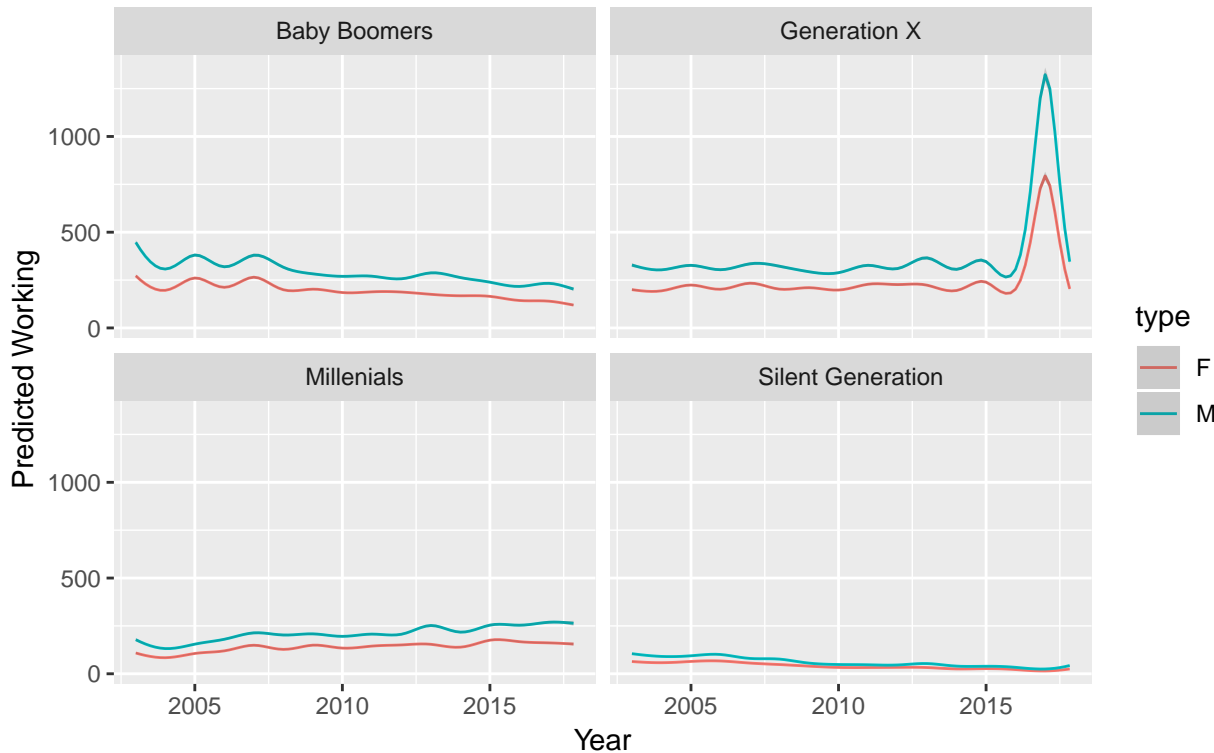 Baby Boomers
Generation X
1000
500
0
Millenials
Silent Generation
1000
500
0
2005
2010
2015
2005
2010
2015
Year
Predicted Working
type
F
M